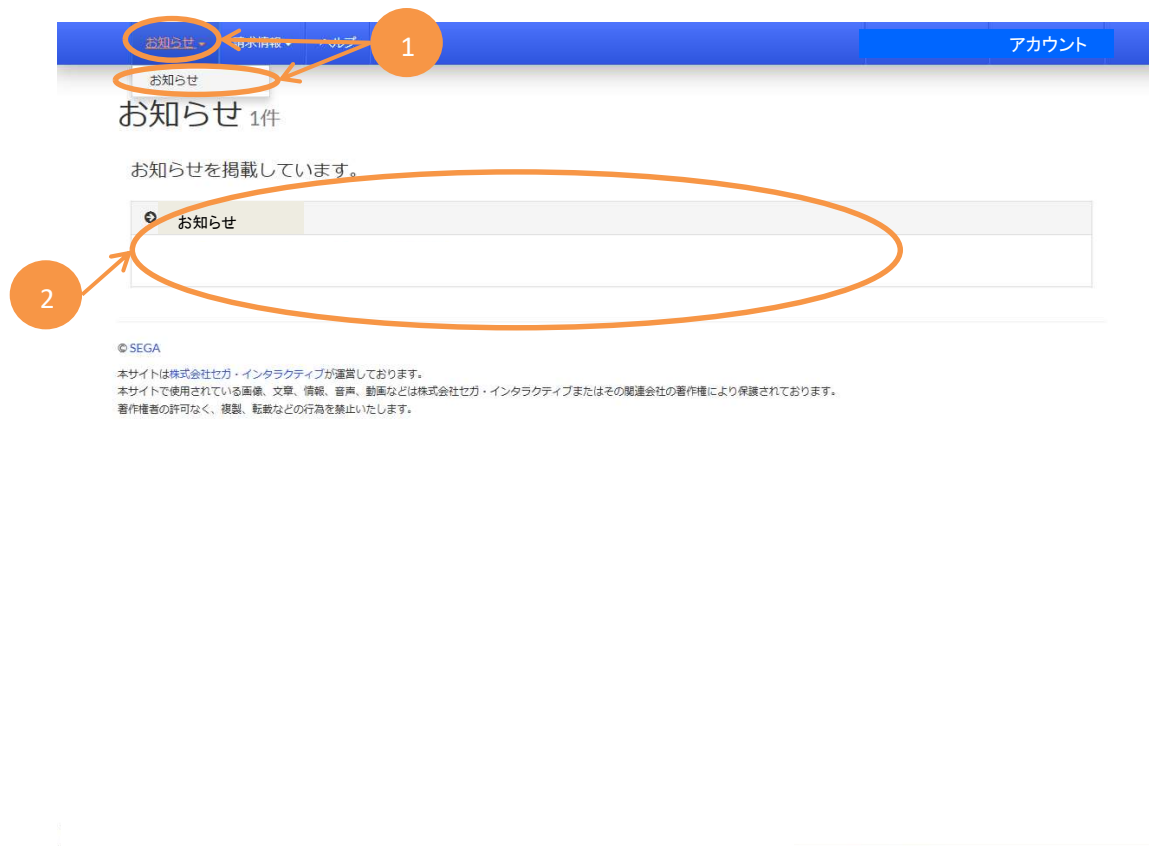 お知らせ 請求情報 ヘルプ 1 アカウント
お知らせ
お知らせ 1件
お知らせを掲載しています。
お知らせ
2
© SEGA
本サイトは株式会社セガ・インタラクティブが運営しております。
本サイトで使用されている画像、文章、情報、音声、動画などは株式会社セガ・インタラクティブまたはその関連会社の著作権により保護されております。
著作権者の許可なく、複製、転載などの行為を禁止いたします。